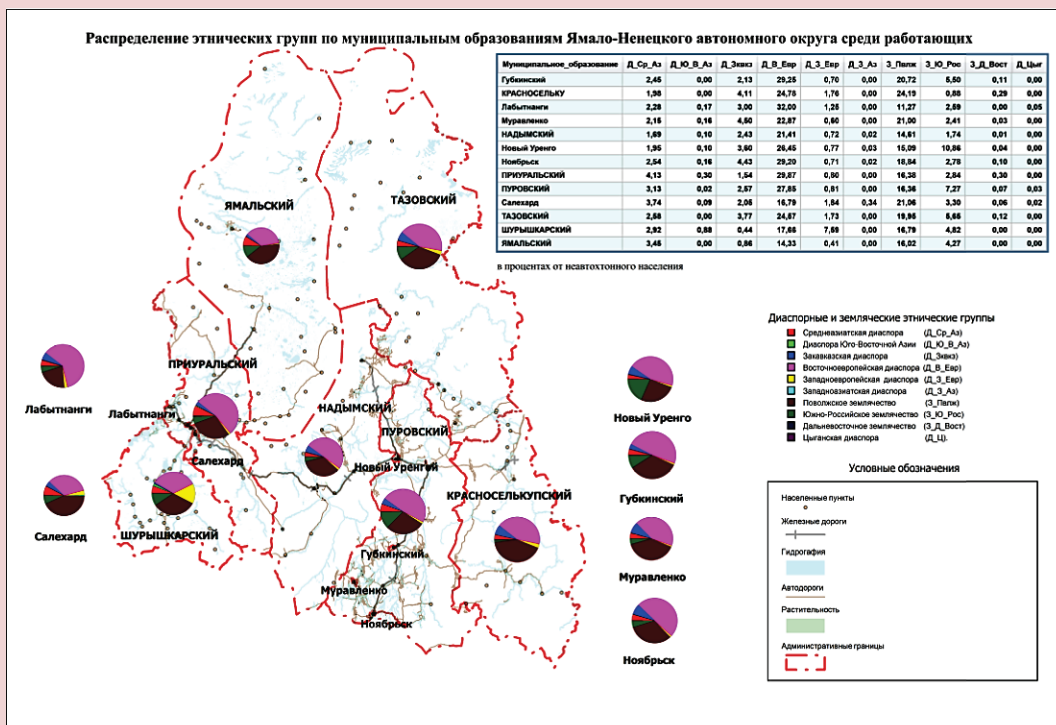 Распределение этнических групп по муниципальным образованиям Ямало-Ненецкого автономного округа среди работающих
Муниципальное_образование Д_Ср_Аз Д_Ю_В_Аз Д_Зквкз Д_В_Евр Д_З_Евр Д_З_Аз З_Пвлж З_Ю_Рос З_Д_Вост Д_Цыг
Губкинский 2,45 0,00 2,13 29,25 0,70 0,00 20,72 5,50 0,11 0,00
КРАСНОСЕЛЬКУ 1,98 0,00 4,11 24,78 1,76 0,00 24,19 0,88 0,29 0,00
Лабытнанги 2,28 0,17 3,00 32,00 1,25 0,00 11,27 2,59 0,00 0,05
Муравленко 2,15 0,16 4,50 22,87 0,60 0,00 21,00 2,41 0,03 0,00
НАДЫМСКИЙ 1,69 0,10 2,43 21,41 0,72 0,02 14,61 1,74 0,01 0,00
Новый Уренго 1,95 0,10 3,60 26,45 0,77 0,03 15,09 10,86 0,04 0,00
Ноябрьск 2,54 0,16 4,43 29,20 0,71 0,02 18,84 2,78 0,10 0,00
ПРИУРАЛЬСКИЙ 4,13 0,30 1,54 29,87 0,80 0,00 16,38 2,84 0,30 0,00
ПУРОВСКИЙ 3,13 0,02 2,57 27,85 0,81 0,00 16,36 7,27 0,07 0,03
Салехард 3,74 0,09 2,05 16,79 1,84 0,34 21,06 3,30 0,06 0,02
ТАЗОВСКИЙ 2,58 0,00 3,77 24,57 1,73 0,00 19,95 5,65 0,12 0,00
ШУРЫШКАРСКИЙ 2,92 0,88 0,44 17,65 7,59 0,00 16,79 4,82 0,00 0,00
ЯМАЛЬСКИЙ 3,45 0,00 0,86 14,33 0,41 0,00 16,02 4,27 0,00 0,00
в процентах от неавтохтонного населения
ЯМАЛЬСКИЙ
ТАЗОВСКИЙ
ПРИУРАЛЬСКИЙ
Лабытнанги
Лабытнанги
НАДЫМСКИЙ
ПУРОВСКИЙ
Салехард
Новый Уренгой
КРАСНОСЕЛЬКУПСКИЙ
Салехард
ШУРЫШКАРСКИЙ
Губкинский
Муравленко
Ноябрьск
Новый Уренго
Губкинский
Муравленко
Ноябрьск
Диаспорные и земляческие этнические группы
Среднеазиатская диаспора (Д_Ср_Аз)
Диаспора Юго-Восточной Азии (Д_Ю_В_Аз)
Закавказская диаспора (Д_Зквкз)
Восточноевропейская диаспора (Д_В_Евр)
Западноевропейская диаспора (Д_З_Евр)
Западноазиатская диаспора (Д_З_Аз)
Поволжское землячество (З_Пвлж)
Южно-Российское землячество (З_Ю_Рос)
Дальневосточное землячество (З_Д_Вост)
Цыганская диаспора (Д_Ц).
Условные обозначения
Населенные пункты
Железные дороги
Гидрогафия
Автодороги
Растительность
Административные границы